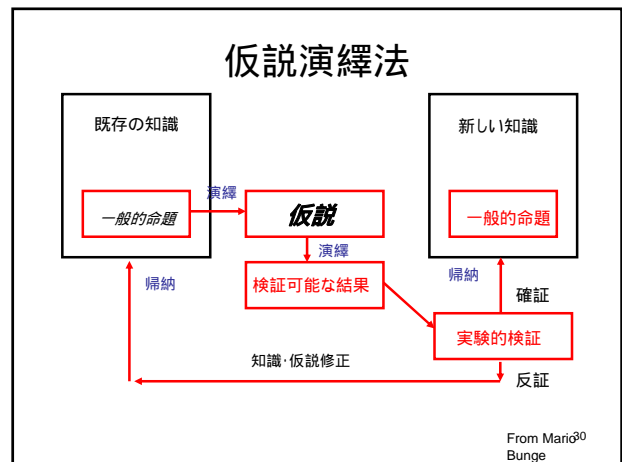 仮説演繹法
既存の知識
新しい知識
一般的命題
演繹
仮説
一般的命題
演繹
帰納
検証可能な結果
帰納
確証
実験的検証
知識・仮説修正
反証
From Mario
Bunge
30